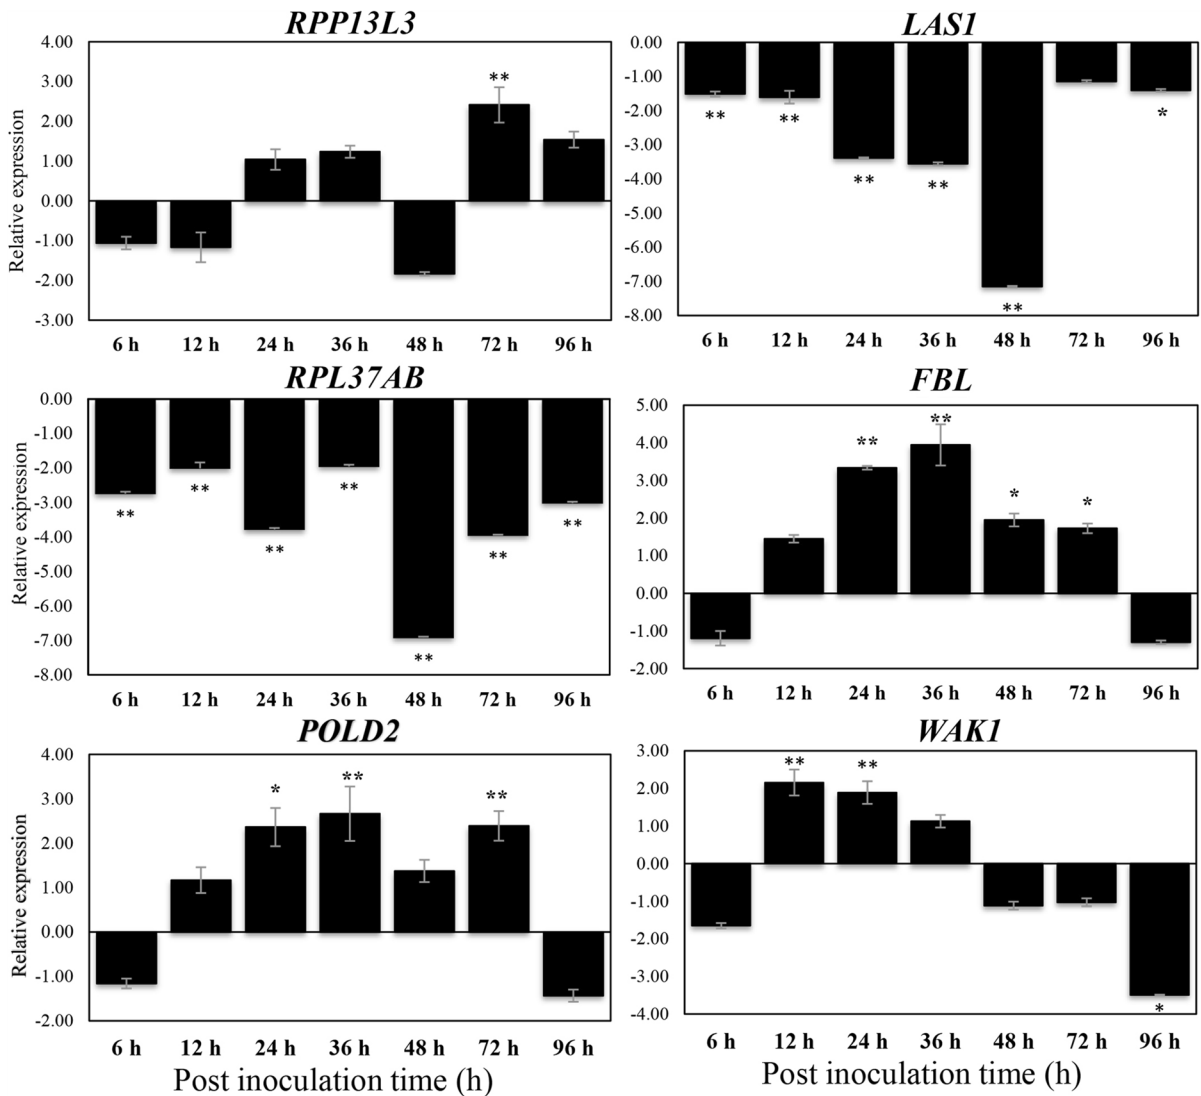 RPP13L3
4.00
3.00
2.00
1.00
0.00
-1.00
-2.00
-3.00
Relative expression
**
6 h 12 h 24 h 36 h 48 h 72 h 96 h
LAS1
0.00
-1.00
-2.00
-3.00
-4.00
-5.00
-6.00
-7.00
-8.00
** ** ** ** ** *
6 h 12 h 24 h 36 h 48 h 72 h 96 h
RPL37AB
0.00
-1.00
-2.00
-3.00
-4.00
-5.00
-6.00
-7.00
-8.00
Relative expression
** ** ** ** ** ** **
6 h 12 h 24 h 36 h 48 h 72 h 96 h
FBL
5.00
4.00
3.00
2.00
1.00
0.00
-1.00
-2.00
** ** * *
6 h 12 h 24 h 36 h 48 h 72 h 96 h
POLD2
4.00
3.00
2.00
1.00
0.00
-1.00
-2.00
Relative expression
* ** **
6 h 12 h 24 h 36 h 48 h 72 h 96 h
Post inoculation time (h)
WAK1
3.00
2.00
1.00
0.00
-1.00
-2.00
-3.00
-4.00
** ** *
6 h 12 h 24 h 36 h 48 h 72 h 96 h
Post inoculation time (h)